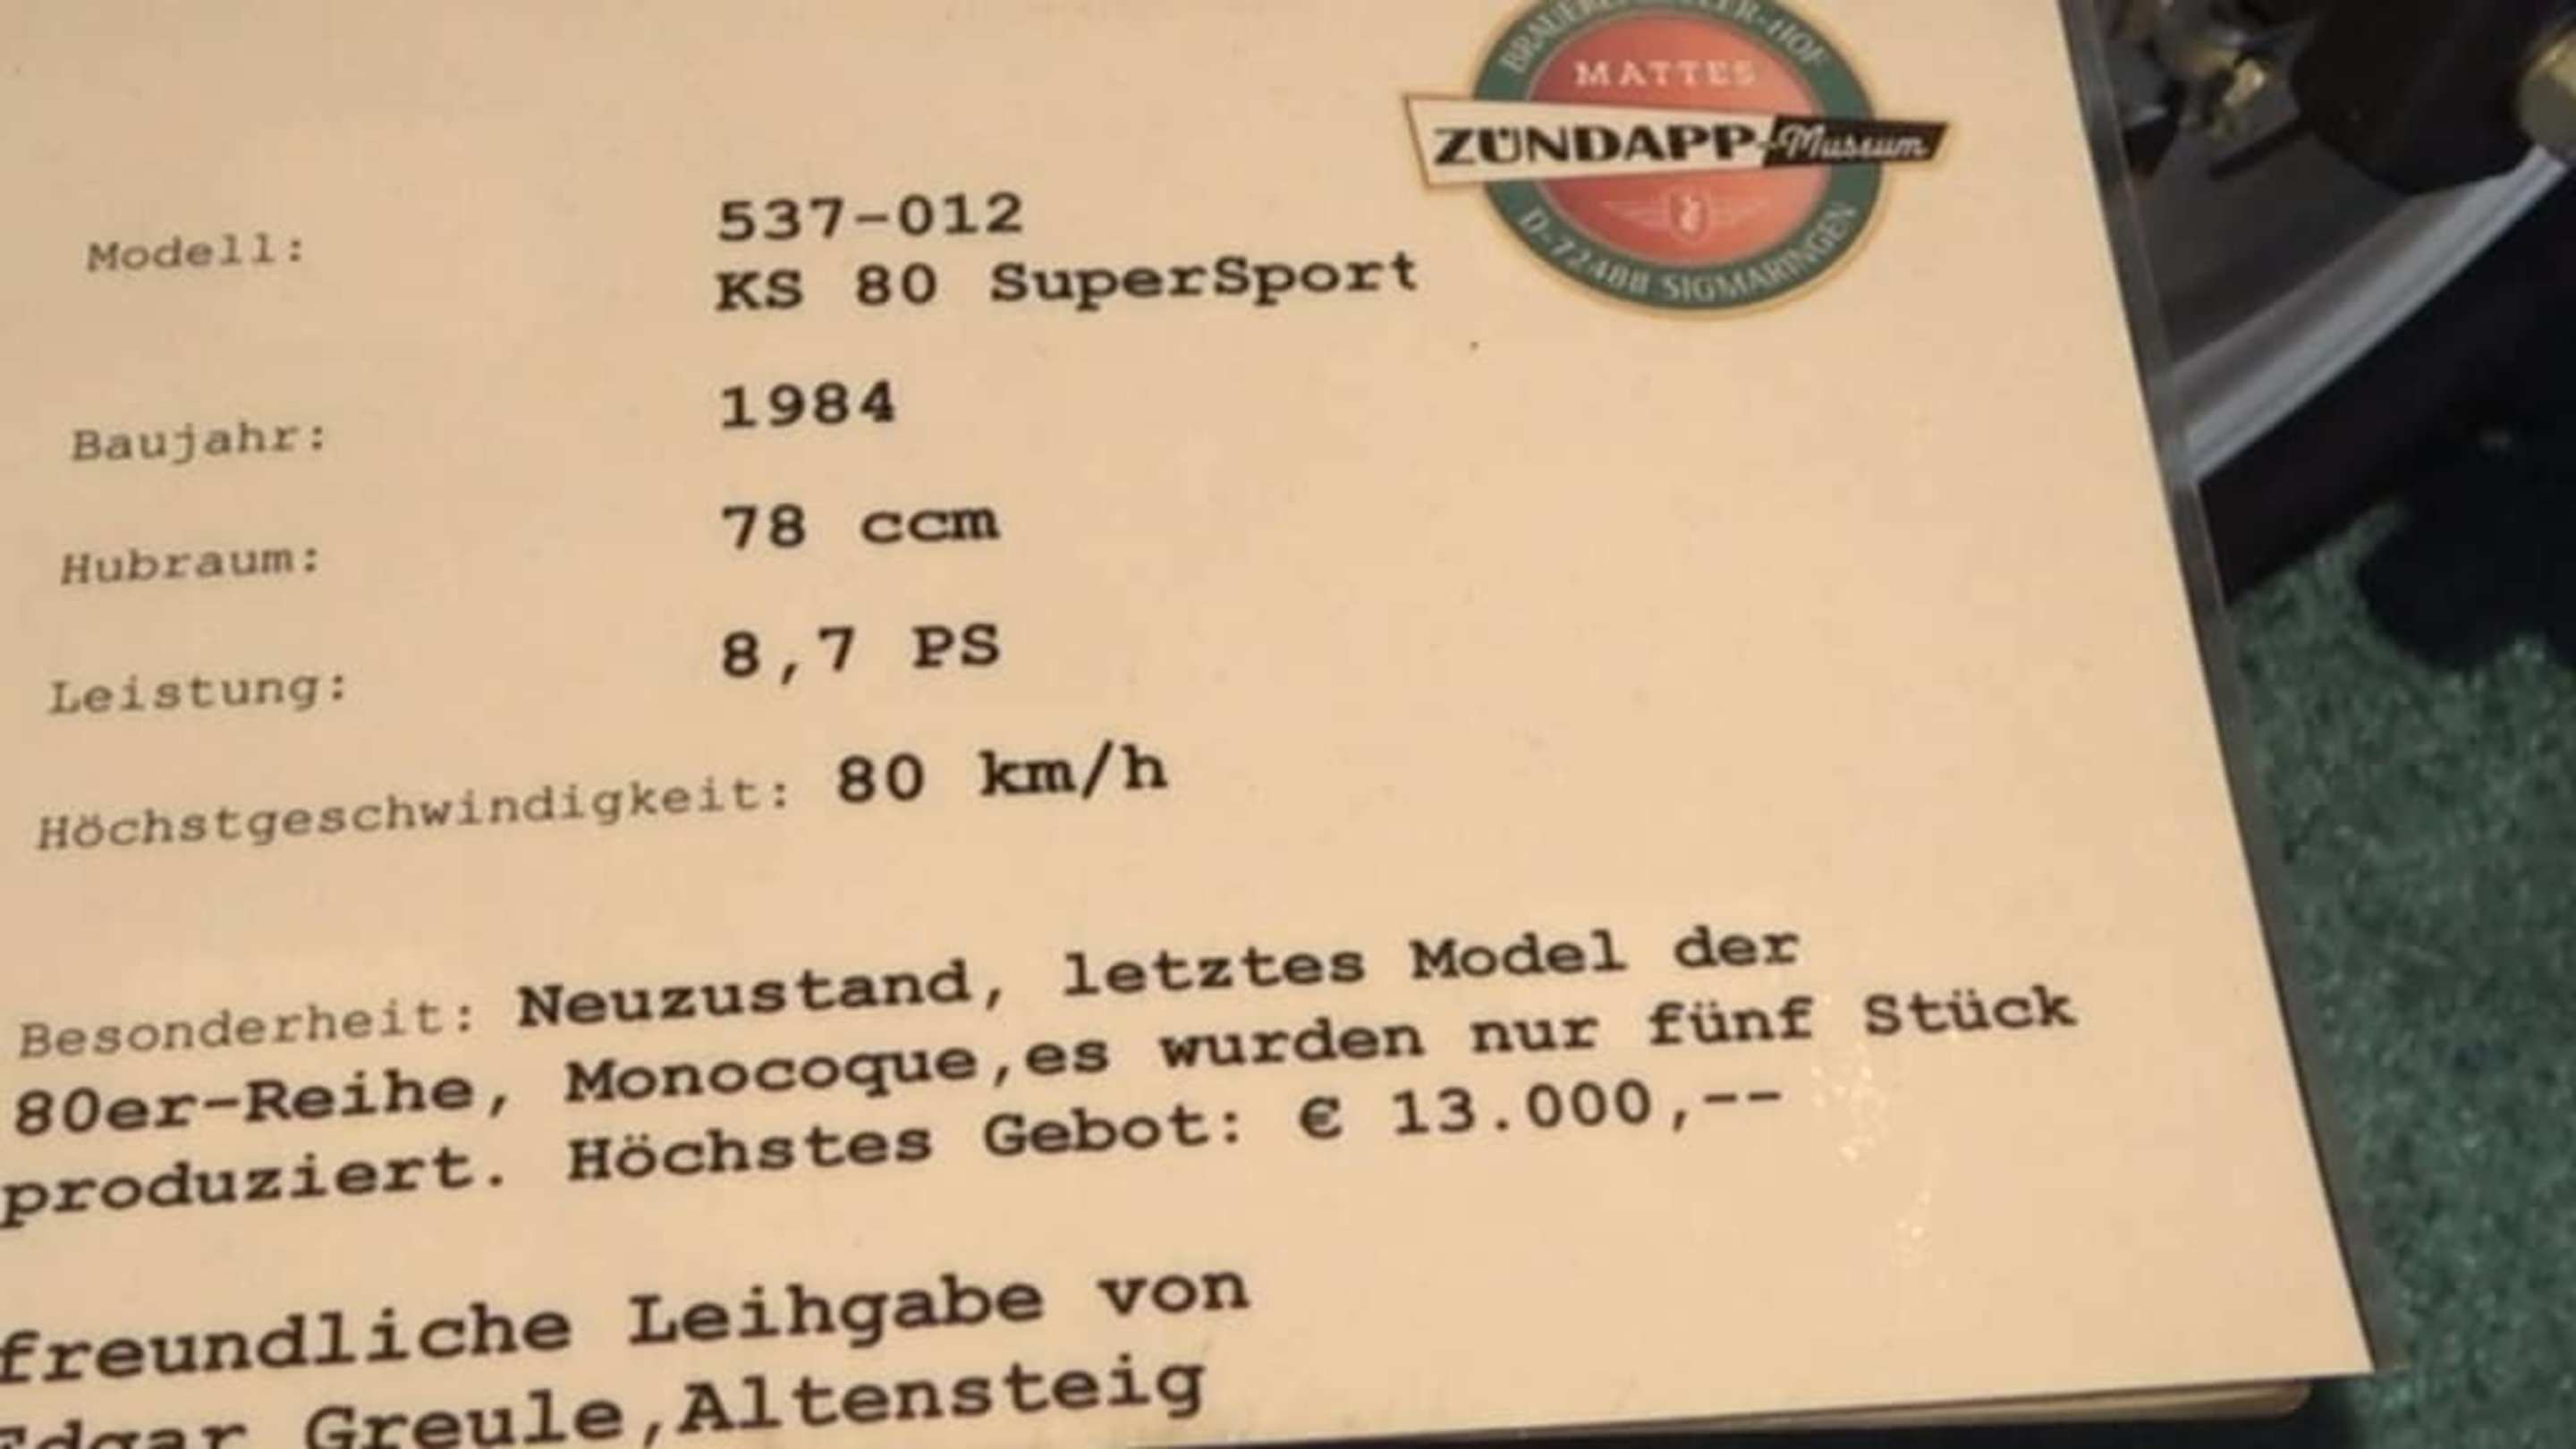 MATTES
ZÜNDAPP-Museum
D-72488 SIGMARINGEN
Modell: 537-012
KS 80 SuperSport
Baujahr: 1984
Hubraum: 78 ccm
Leistung: 8,7 PS
Höchstgeschwindigkeit: 80 km/h
Besonderheit: Neuzustand, letztes Model der
80er-Reihe, Monocoque,es wurden nur fünf Stück
produziert. Höchstes Gebot: € 13.000,--
freundliche Leihgabe von
Edgar Greule,Altensteig